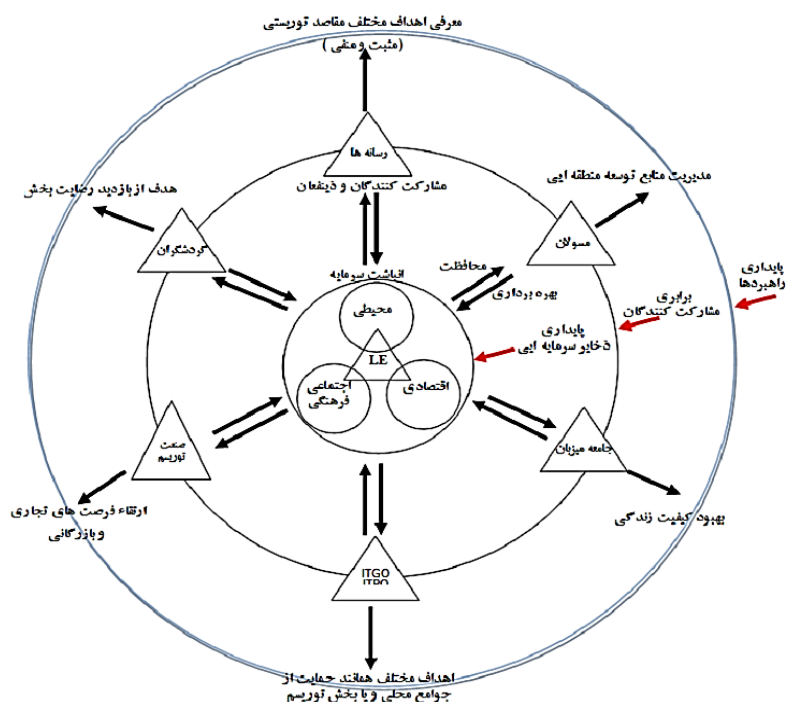 معرفی اهداف مختلف مقاصد توریستی
(مثبت و منفی )
رسانه ها
مشارکت کنندگان و ذینفعان
مدیریت منابع توسعه منطقه ایی
هدف از بازدید رضایت بخش
مسولان
گردشگران
محافظت
انباشت سرمایه
بهره برداری
پایداری
راهبردها
برابری
مشارکت کنندگان
محیطی
پایداری
ذخایر سرمایه ایی
LE
اجتماعی
فرهنگی
اقتصادی
صنعت
توریسم
جامعه میزبان
ارتقاء فرصت های تجاری
و بازرگانی
بهبود کیفیت زندگی
ITGO
ITPO
اهداف مختلف همانند حمایت از
جوامع محلی و یا بخش توریسم